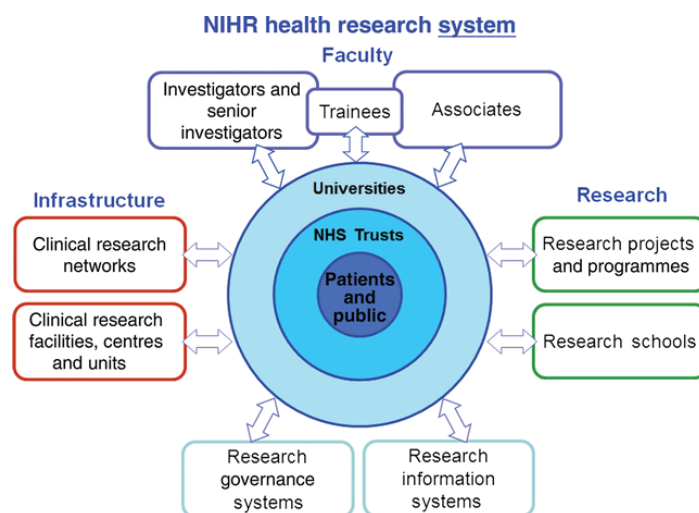 NIHR health research system
Faculty
Investigators and
senior
investigators
Trainees
Associates
Infrastructure
Research
Clinical research
networks
Clinical research
facilities, centres
and units
Universities
NHS Trusts
Patients
and
public
Research projects
and programmes
Research schools
Research
governance
systems
Research
information
systems